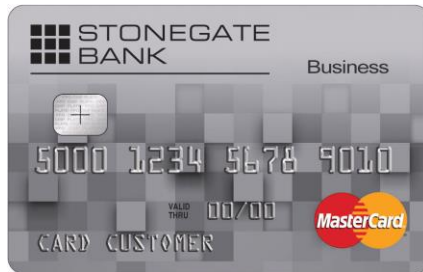 STONEGATE
BANK
Business
5000 1234 5678 9010
VALID
THRU 00/00
MasterCard
CARD CUSTOMER